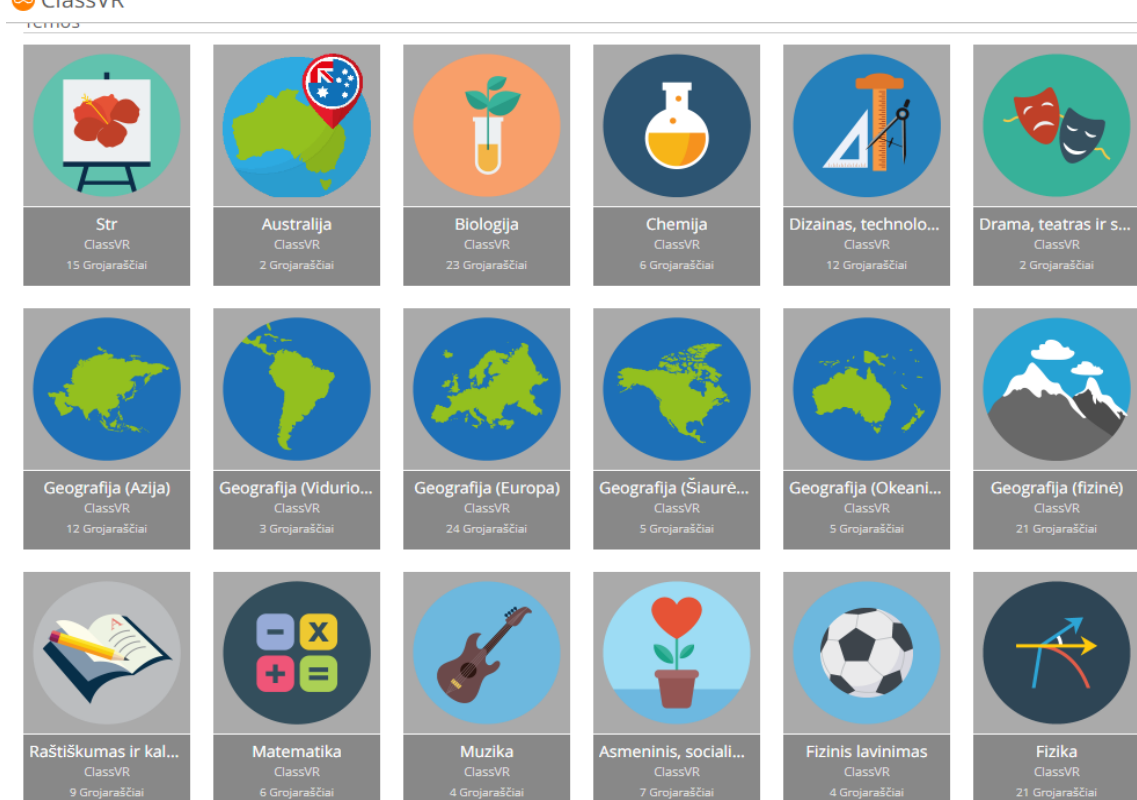 ClassVR
Temos
Str
ClassVR
15 Grojaraščiai
Australija
ClassVR
2 Grojaraščiai
Biologija
ClassVR
23 Grojaraščiai
Chemija
ClassVR
6 Grojaraščiai
Dizainas, technolo...
ClassVR
12 Grojaraščiai
Drama, teatras ir s...
ClassVR
2 Grojaraščiai
Geografija (Azija)
ClassVR
12 Grojaraščiai
Geografija (Vidurio...
ClassVR
3 Grojaraščiai
Geografija (Europa)
ClassVR
24 Grojaraščiai
Geografija (Šiaurė...
ClassVR
5 Grojaraščiai
Geografija (Okeani...
ClassVR
5 Grojaraščiai
Geografija (fizinė)
ClassVR
21 Grojaraščiai
Raštiškumas ir kal...
ClassVR
9 Grojaraščiai
Matematika
ClassVR
6 Grojaraščiai
Muzika
ClassVR
4 Grojaraščiai
Asmeninis, sociali...
ClassVR
7 Grojaraščiai
Fizinis lavinimas
ClassVR
4 Grojaraščiai
Fizika
ClassVR
21 Grojaraščiai